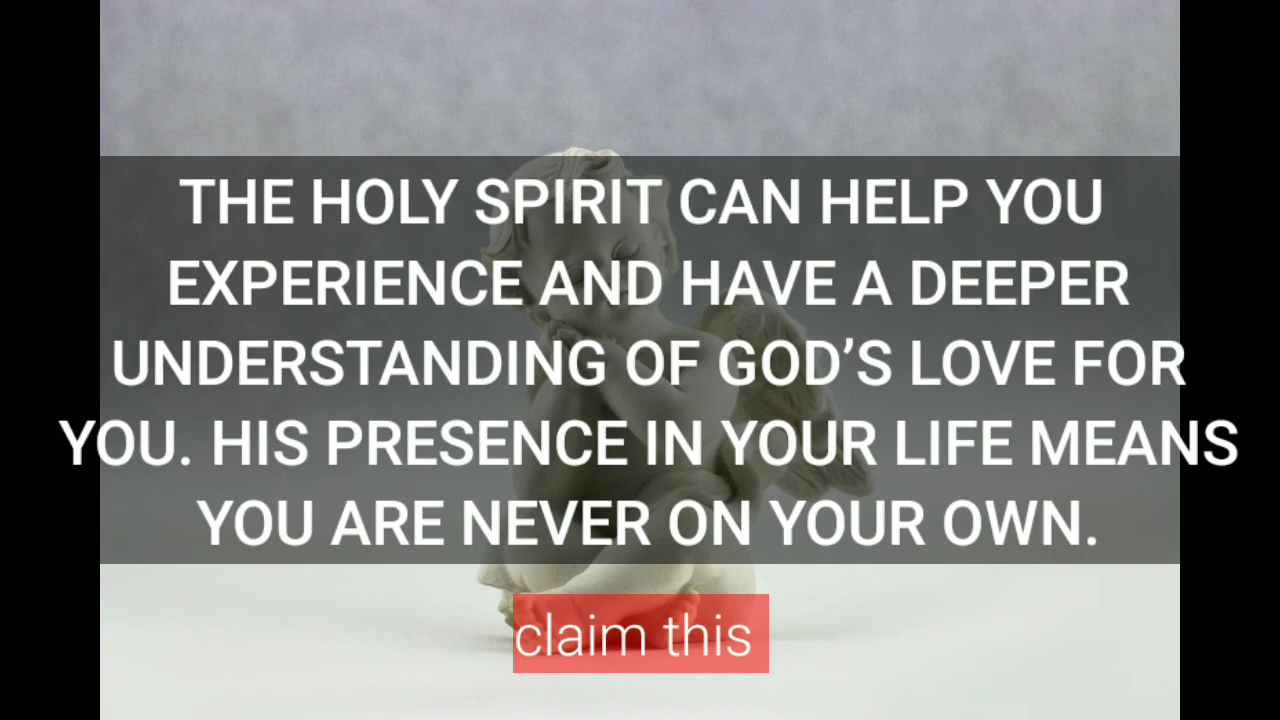 THE HOLY SPIRIT CAN HELP YOU
EXPERIENCE AND HAVE A DEEPER
UNDERSTANDING OF GOD’S LOVE FOR
YOU. HIS PRESENCE IN YOUR LIFE MEANS
YOU ARE NEVER ON YOUR OWN.
claim this